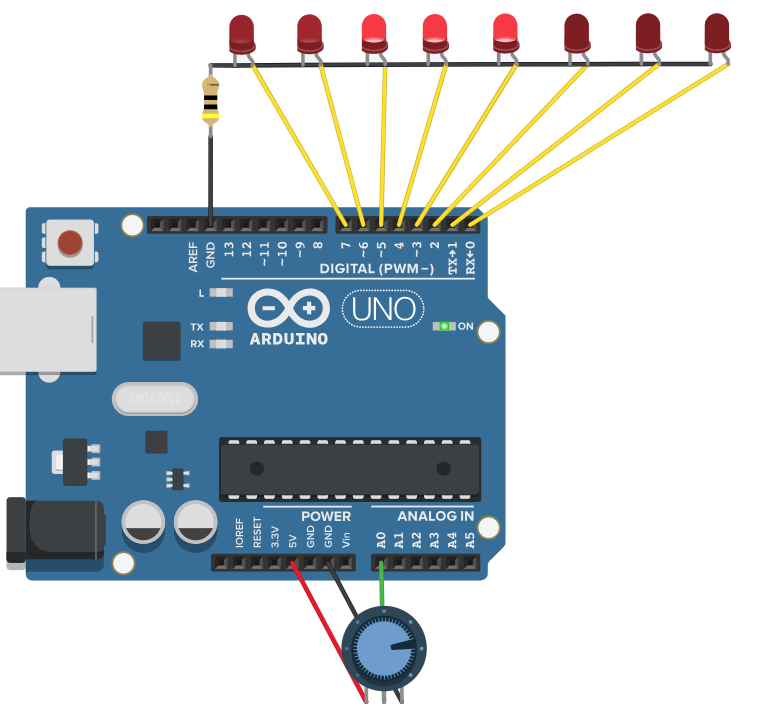 AREF
GND
13
12
~11
~10
~9
8
7
~6
~5
4
~3
2
TX→1
RX←0
DIGITAL (PWM~)
L
TX
RX
UNO
ON
ARDUINO
SPK16.000G
POWER
ANALOG IN
IOREF
RESET
3.3V
5V
GND
GND
Vin
A0
A1
A2
A3
A4
A5